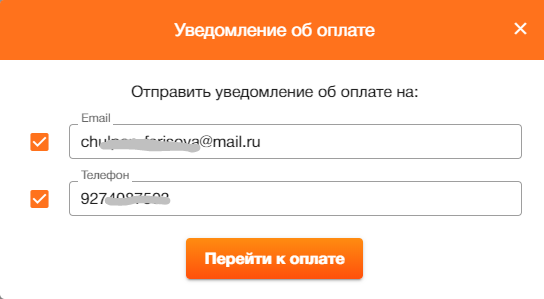 Уведомление об оплате
Отправить уведомление об оплате на:
Email
Телефон
Перейти к оплате